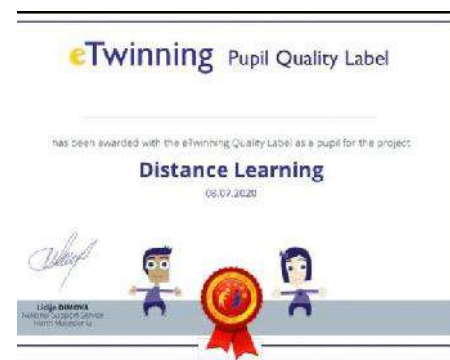 eTwinning Pupil Quality Label
has been awarded with the eTwinning Quality Label as a pupil for the project
Distance Learning
08.07.2020
Lidija DIMOVA
National Support Service
North Macedonia